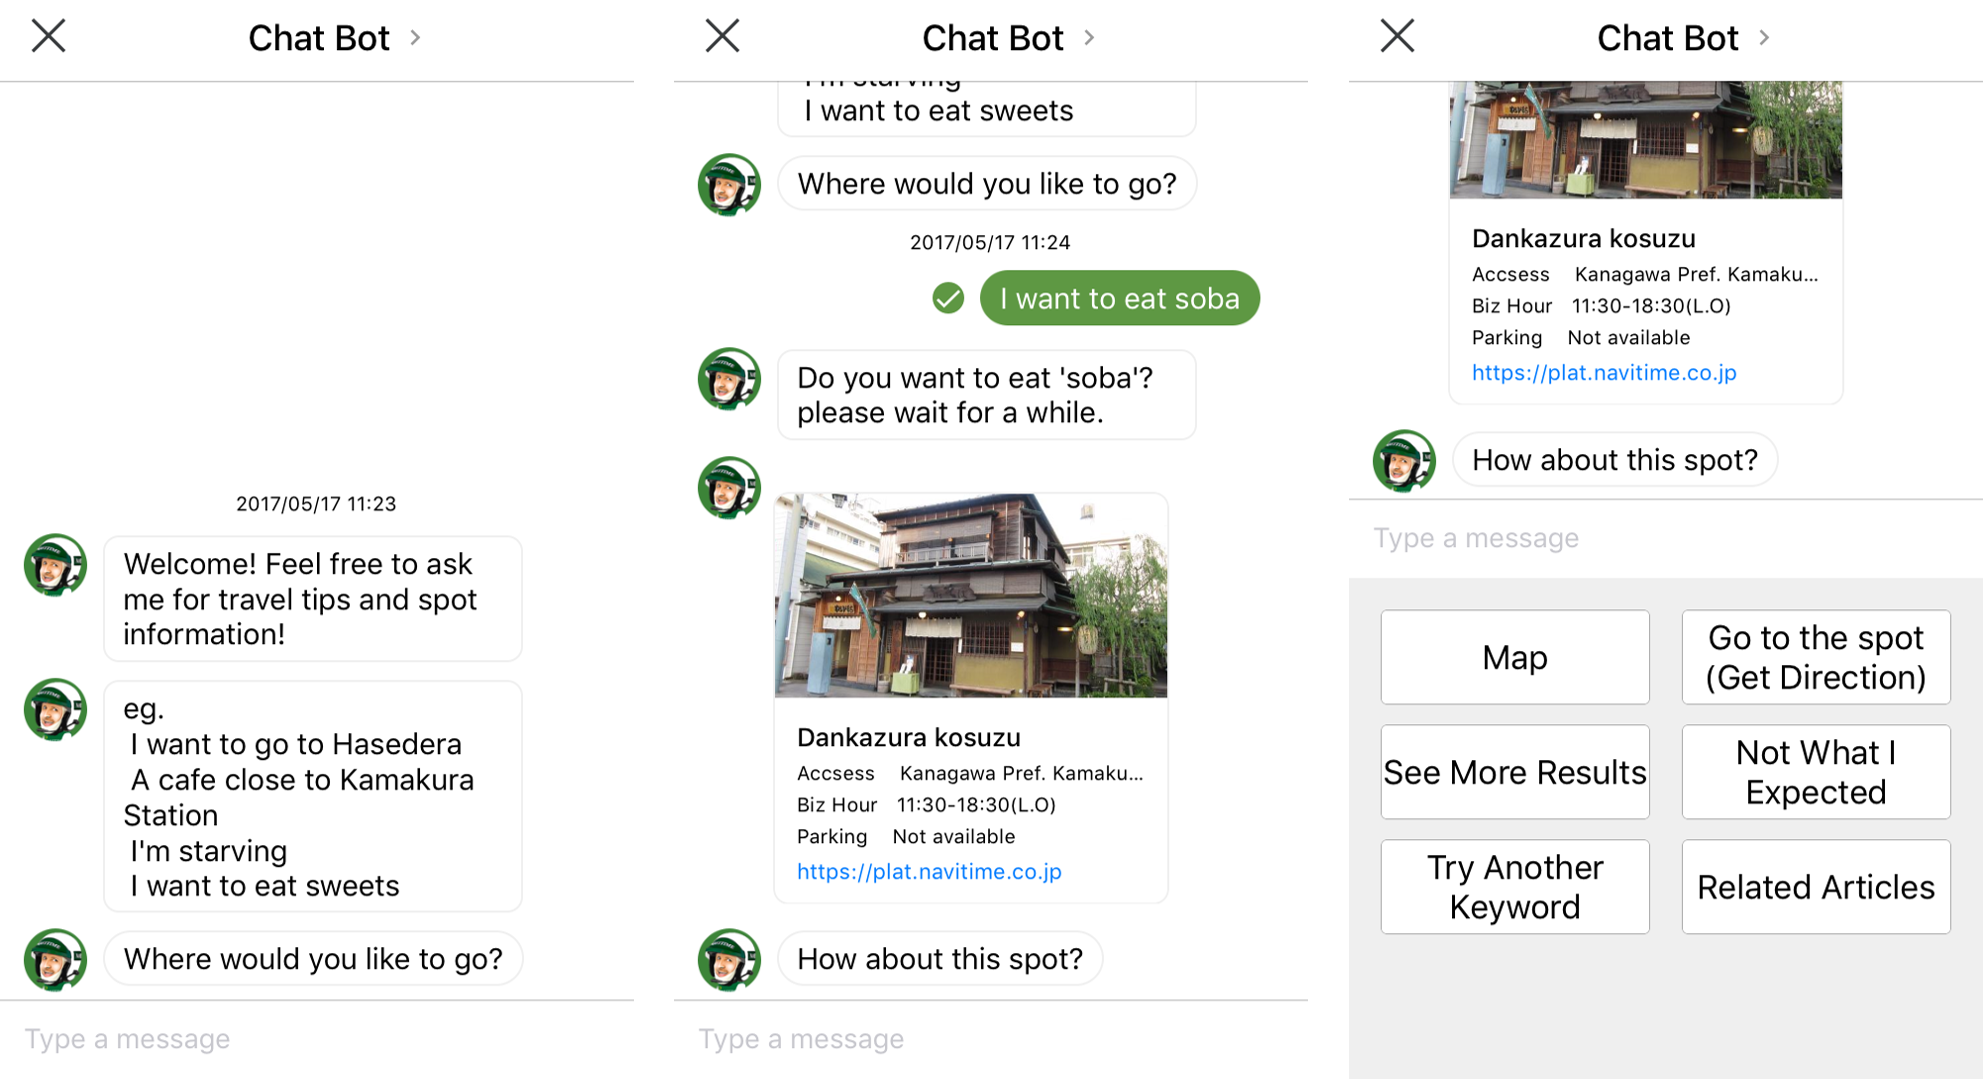 Chat Bot
2017/05/17 11:23
Welcome! Feel free to ask
me for travel tips and spot
information!
eg.
I want to go to Hasedera
A cafe close to Kamakura
Station
I'm starving
I want to eat sweets
Where would you like to go?
Type a message
Chat Bot
I'm starving
I want to eat sweets
Where would you like to go?
2017/05/17 11:24
I want to eat soba
Do you want to eat 'soba'?
please wait for a while.
Dankazura kosuzu
Accsess Kanagawa Pref. Kamaku...
Biz Hour 11:30-18:30(L.O)
Parking Not available
https://plat.navitime.co.jp
How about this spot?
Type a message
Chat Bot
Dankazura kosuzu
Accsess Kanagawa Pref. Kamaku...
Biz Hour 11:30-18:30(L.O)
Parking Not available
https://plat.navitime.co.jp
How about this spot?
Type a message
Map
Go to the spot
(Get Direction)
See More Results
Not What I
Expected
Try Another
Keyword
Related Articles